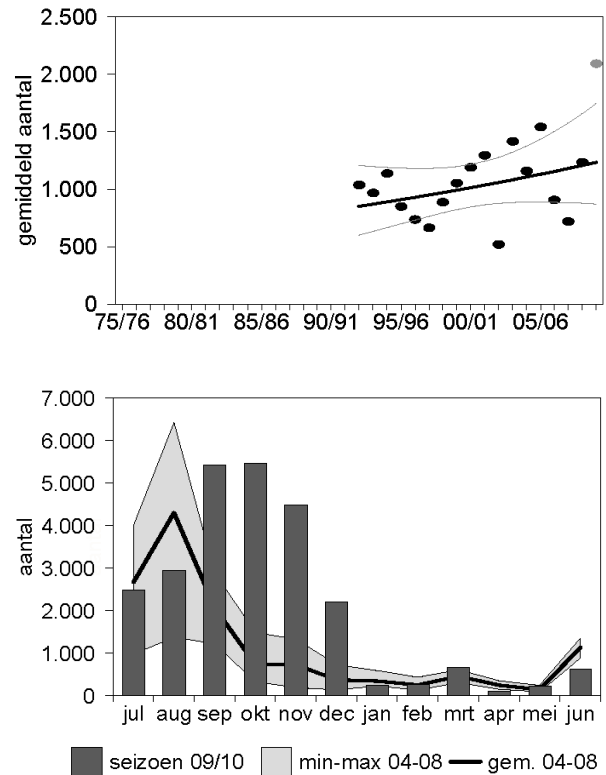 gemiddeld aantal
2.500
2.000
1.500
1.000
500
0
75/76 80/81 85/86 90/91 95/96 00/01 05/06
aantal
7.000
6.000
5.000
4.000
3.000
2.000
1.000
0
jul aug sep okt nov dec jan feb mrt apr mei jun
seizoen 09/10 min-max 04-08 gem. 04-08